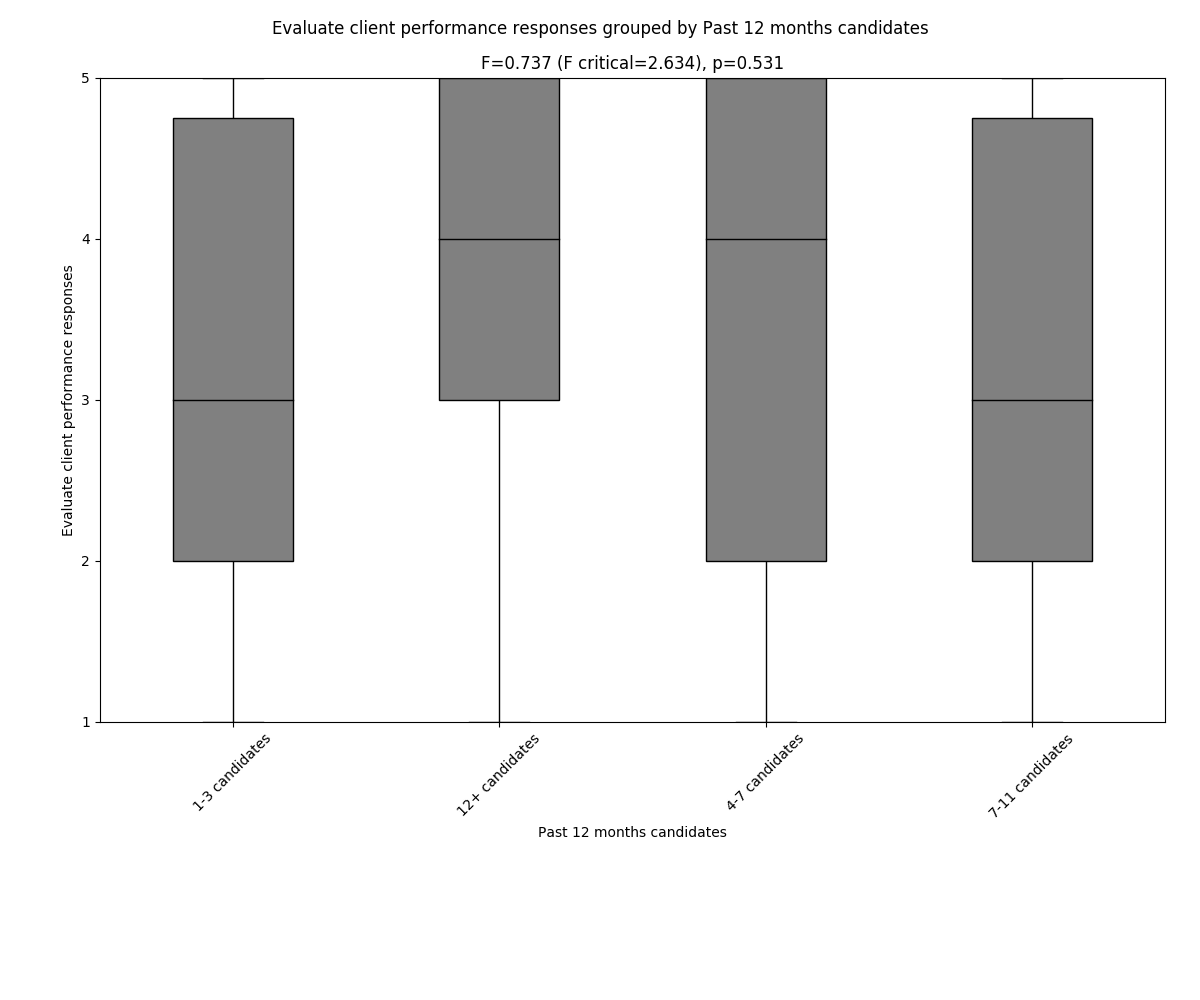 Evaluate client performance responses grouped by Past 12 months candidates
F=0.737 (F critical=2.634), p=0.531
5
4
3
2
1
Evaluate client performance responses
1-3 candidates
12+ candidates
4-7 candidates
7-11 candidates
Past 12 months candidates